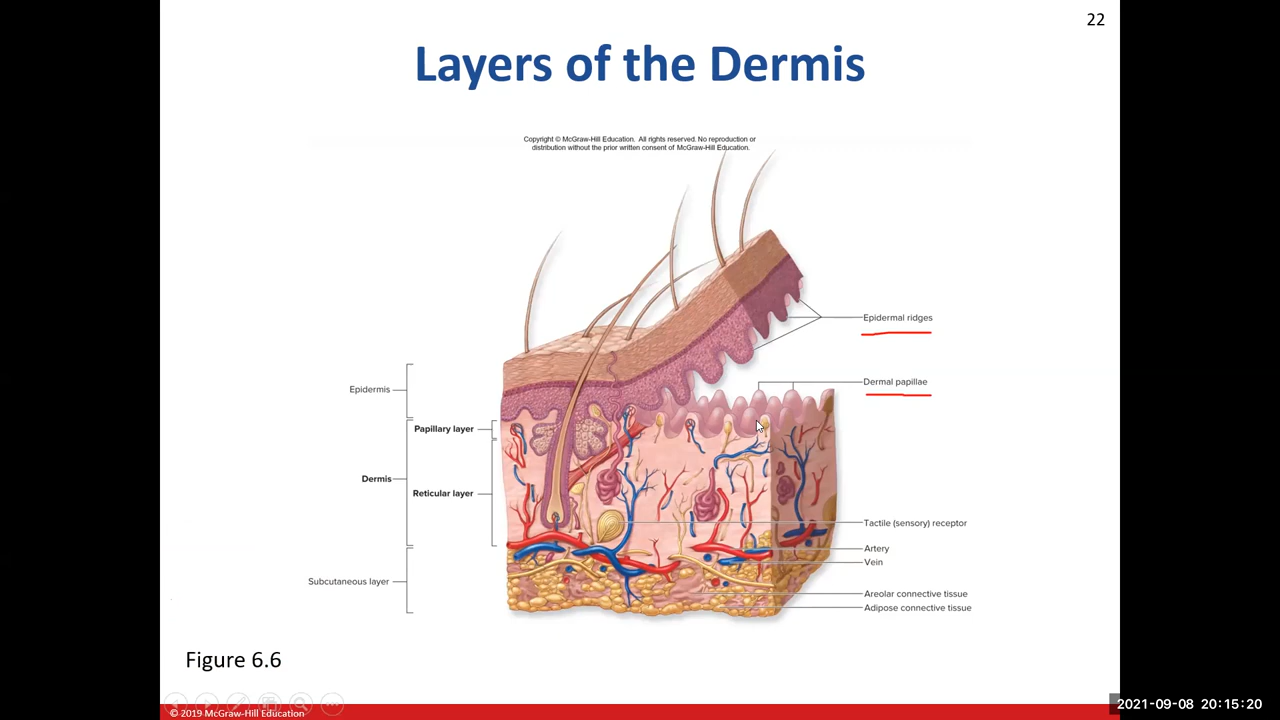 22
Layers of the Dermis
Copyright © McGraw-Hill Education. All rights reserved. No reproduction or
distribution without the prior written consent of McGraw-Hill Education.
Epidermal ridges
Dermal papillae
Epidermis
Papillary layer
Dermis
Reticular layer
Tactile (sensory) receptor
Artery
Vein
Subcutaneous layer
Areolar connective tissue
Adipose connective tissue
Figure 6.6
© 2019 McGraw-Hill Education
2021-09-08 20:15:20